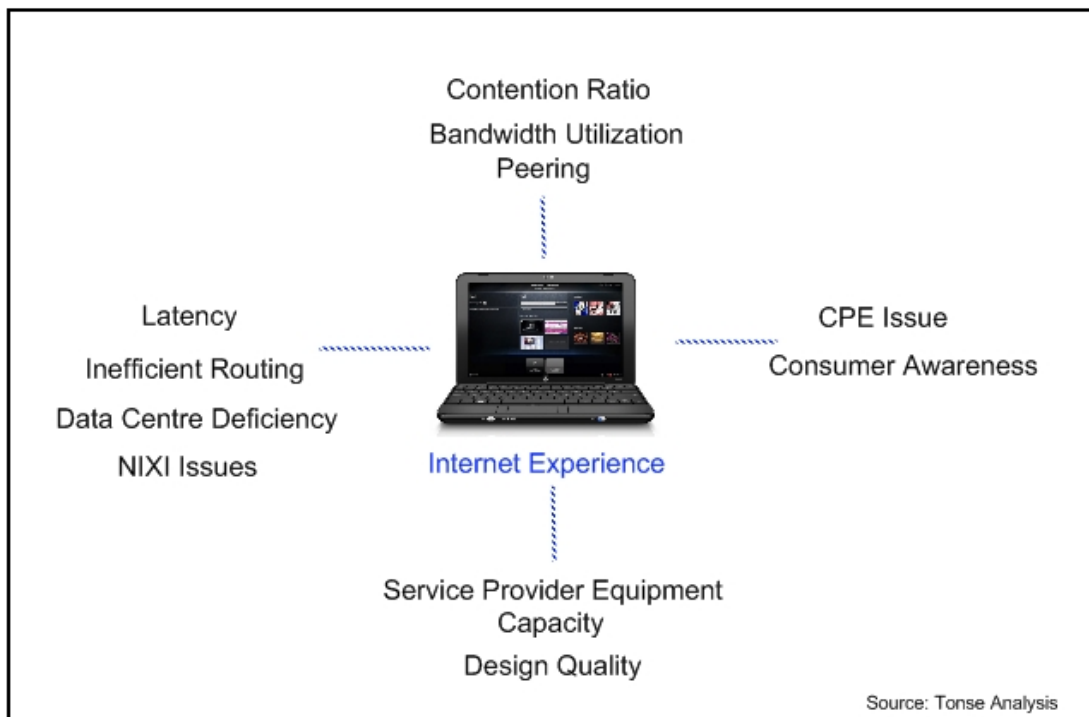 Contention Ratio
Bandwidth Utilization
Peering
Latency
Inefficient Routing
Data Centre Deficiency
NIXI Issues
CPE Issue
Consumer Awareness
Internet Experience
Service Provider Equipment
Capacity
Design Quality
Source: Tonse Analysis